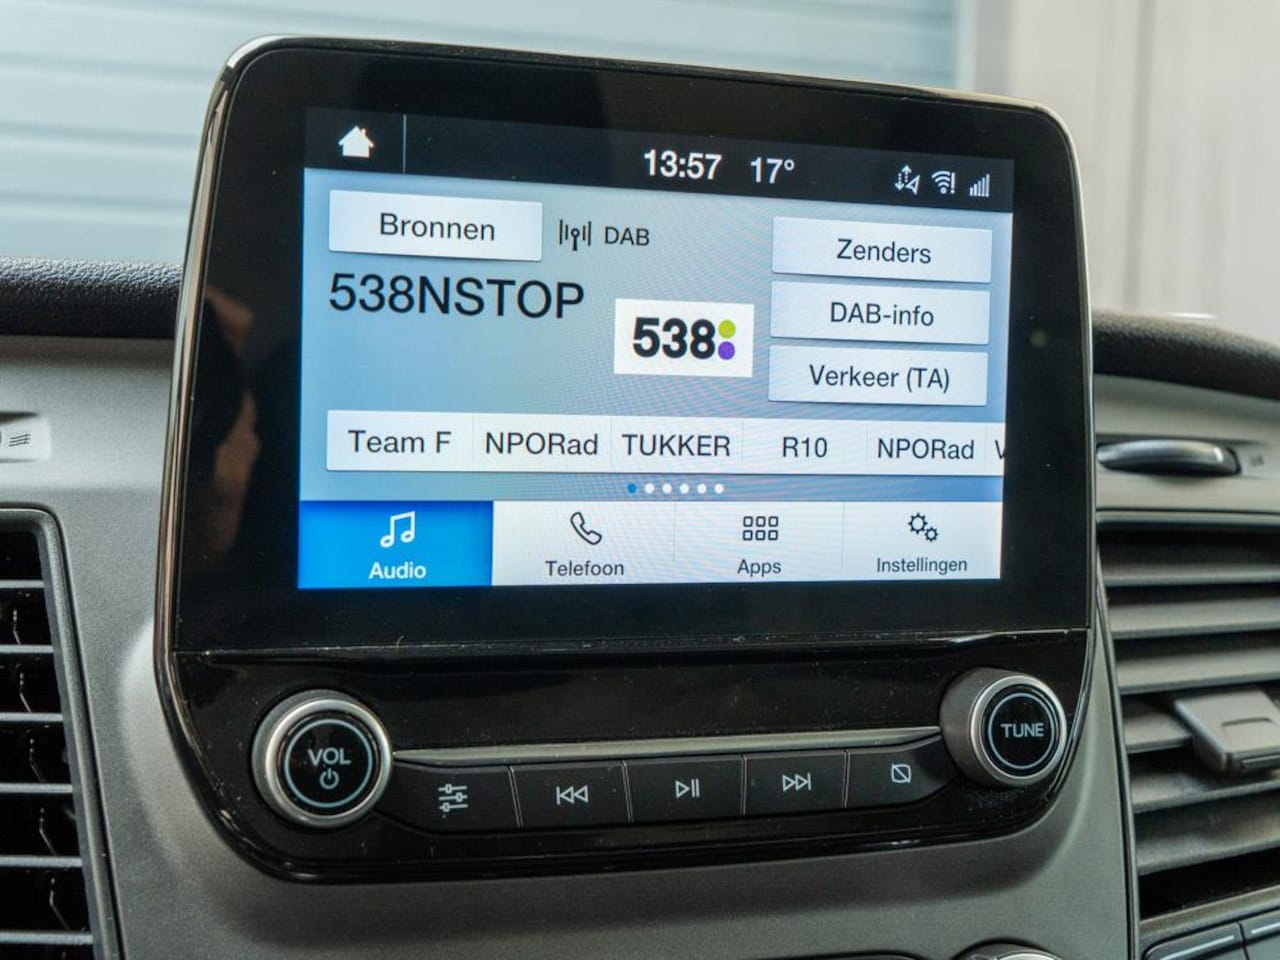 13:57 17°
Bronnen DAB
Zenders
538NSTOP
538
DAB-info
Verkeer (TA)
Team F NPORad TUKKER R10 NPORad
Audio Telefoon Apps Instellingen
VOL
TUNE